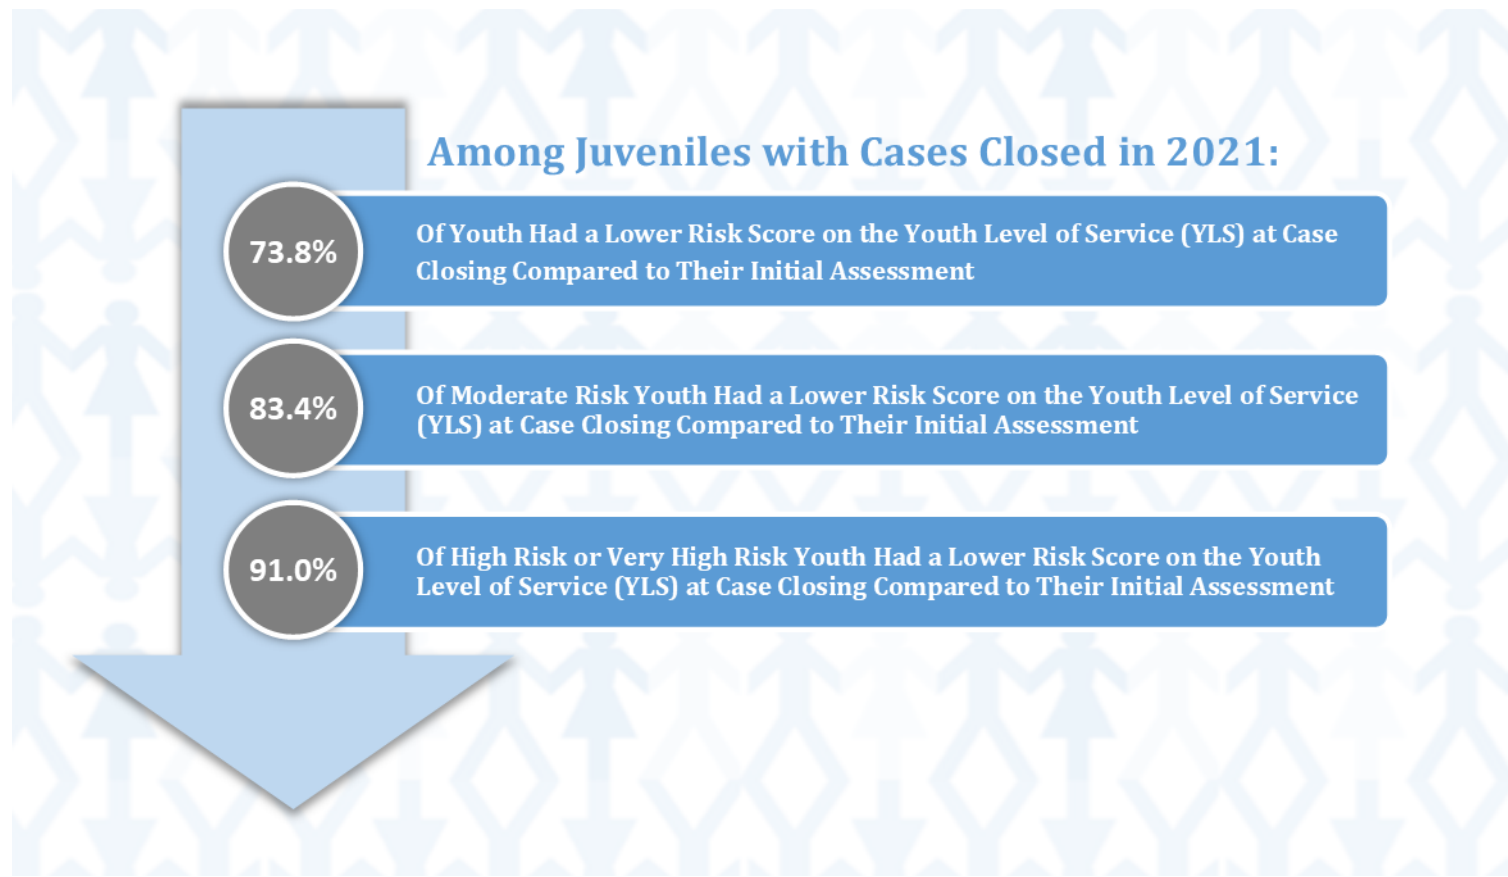 Among Juveniles with Cases Closed in 2021:
73.8%
Of Youth Had a Lower Risk Score on the Youth Level of Service (YLS) at Case
Closing Compared to Their Initial Assessment
83.4%
Of Moderate Risk Youth Had a Lower Risk Score on the Youth Level of Service
(YLS) at Case Closing Compared to Their Initial Assessment
91.0%
Of High Risk or Very High Risk Youth Had a Lower Risk Score on the Youth
Level of Service (YLS) at Case Closing Compared to Their Initial Assessment